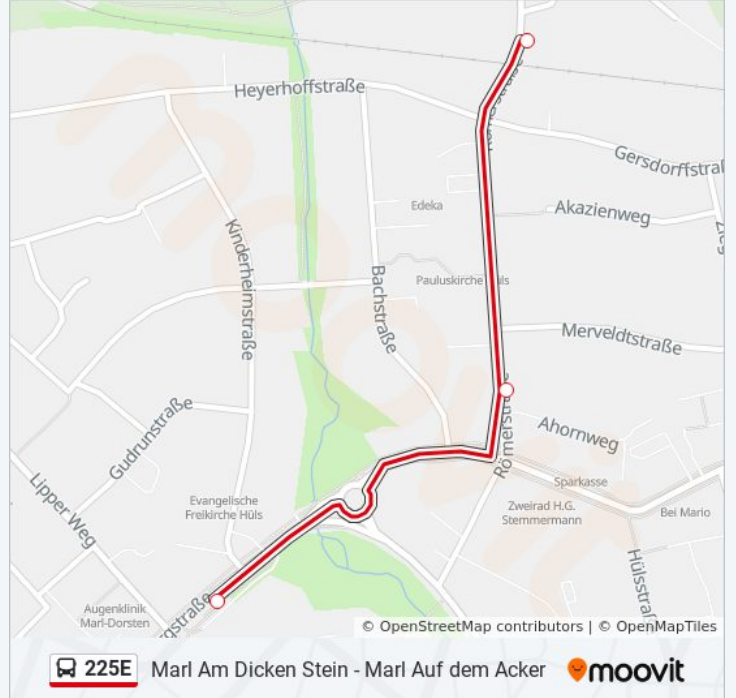 Heyerhoffstraße
Gersdorffstraß
Edeka
Akazienweg
Kinderheimstraße
Bachstraße
Pauluskirche Hüls
Merveldtstraße
Gudrunstraße
Ahornweg
Römerstraße
Lipper Weg
Sparkasse
Evangelische
Freikirche Hüls
Zweirad H.G.
Stemmermann
Bei Mario
Hülsstraß
Augenklinik
Marl-Dorsten
rgstraße
© OpenStreetMap contributors | © OpenMapTiles
225E Marl Am Dicken Stein - Marl Auf dem Acker moovit